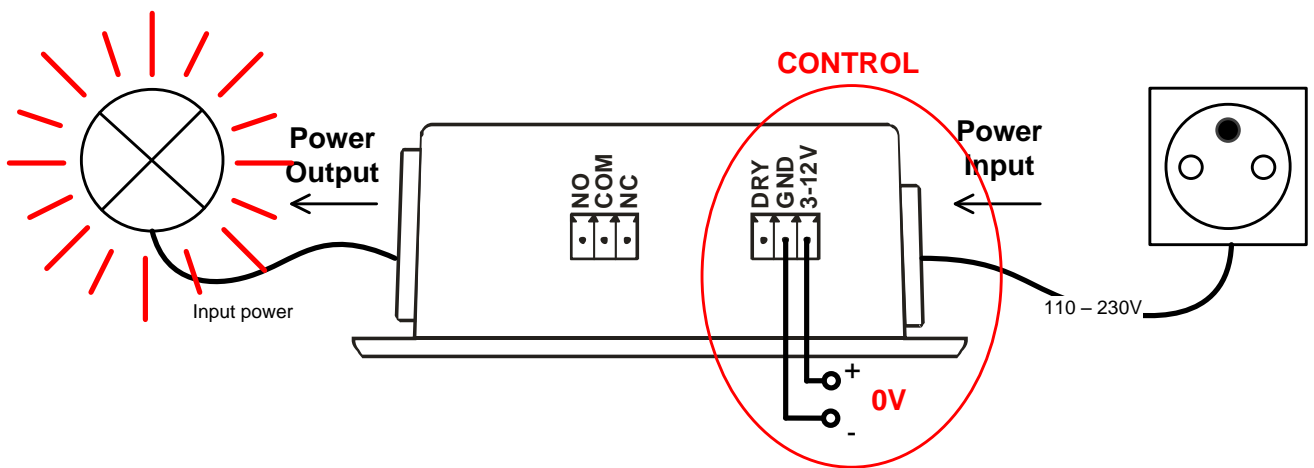 CONTROL
Power
Output
Power
Input
NO
COM
NC
DRY
GND
3-12V
Input power
110 – 230V
+
0V
-